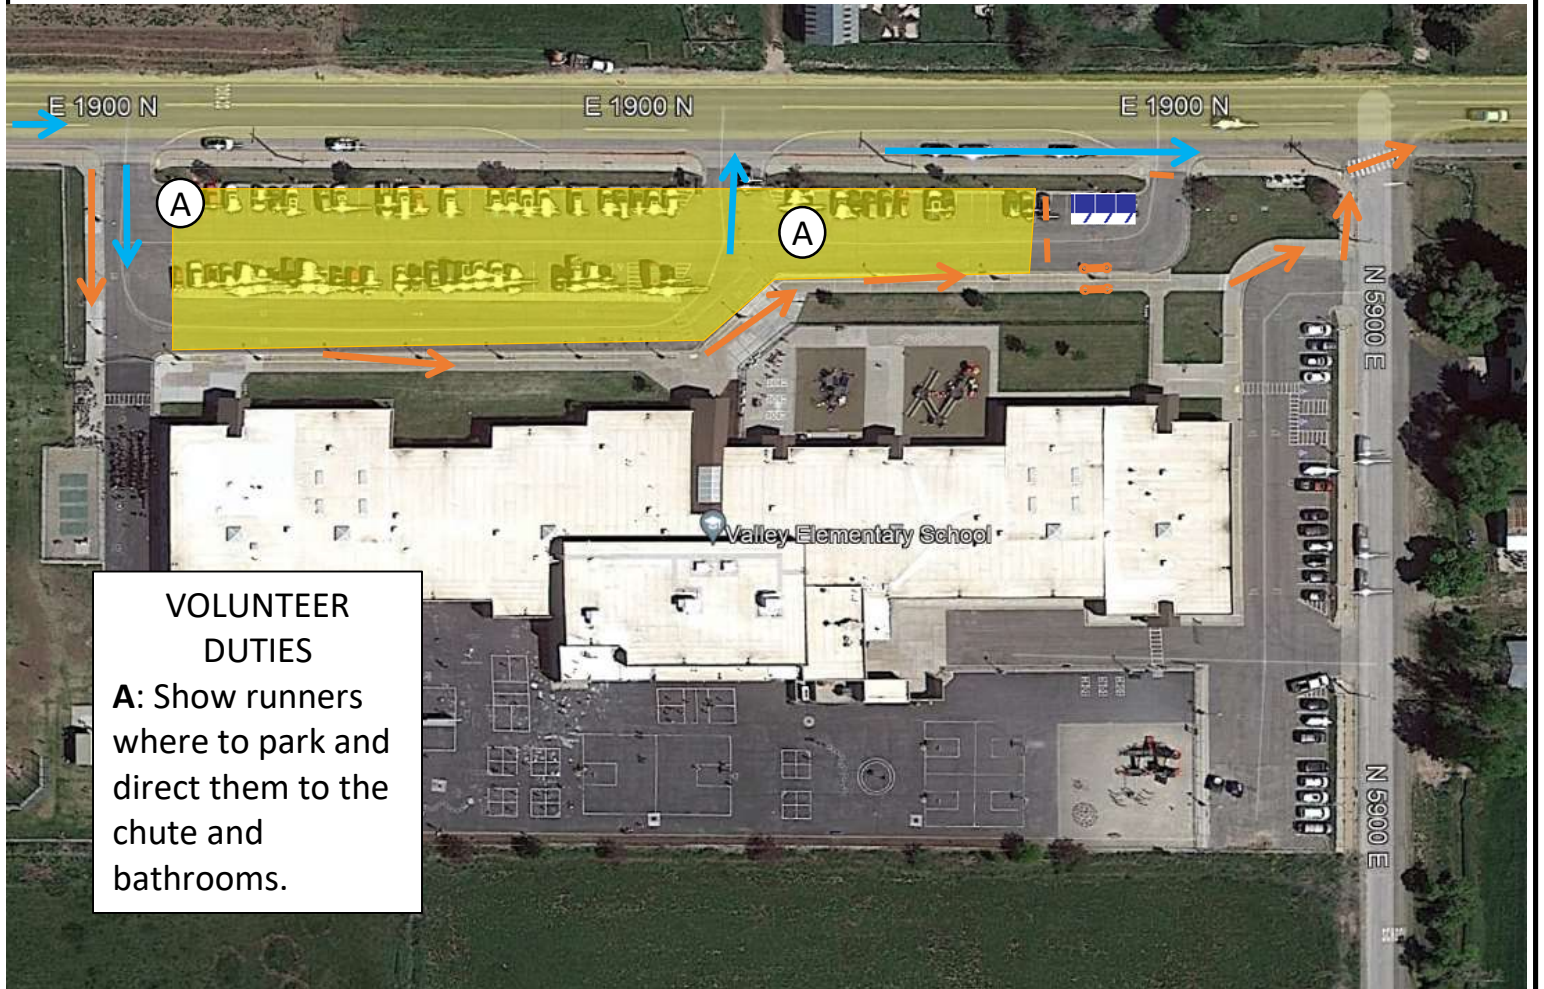 E 1900 N
E 1900 N
E 1900 N
A
A
N 5900 E
Valley Elementary School
VOLUNTEER
DUTIES
A: Show runners
where to park and
direct them to the
chute and
bathrooms.
N 5900 E